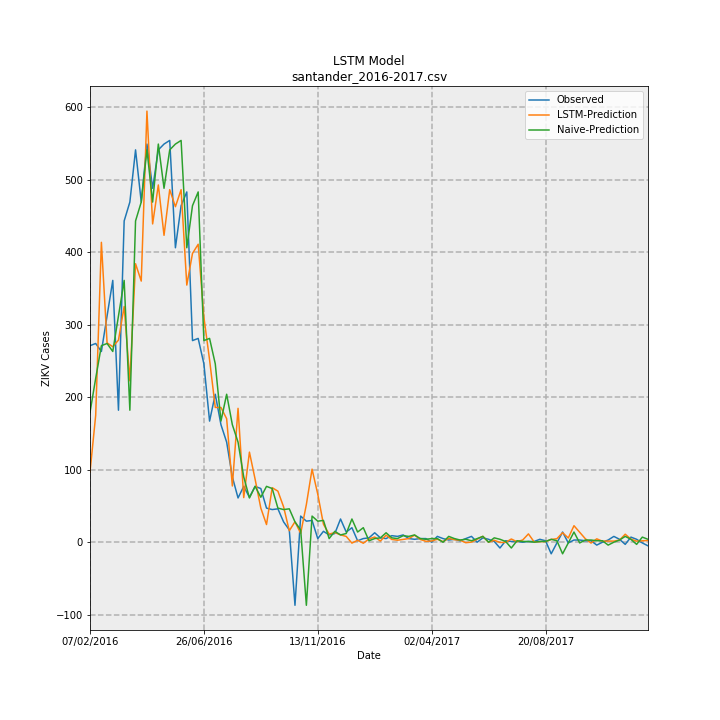 LSTM Model
santander_2016-2017.csv
Observed
LSTM-Prediction
Naive-Prediction
ZIKV Cases
600
500
400
300
200
100
0
−100
07/02/2016
26/06/2016
13/11/2016
02/04/2017
20/08/2017
Date